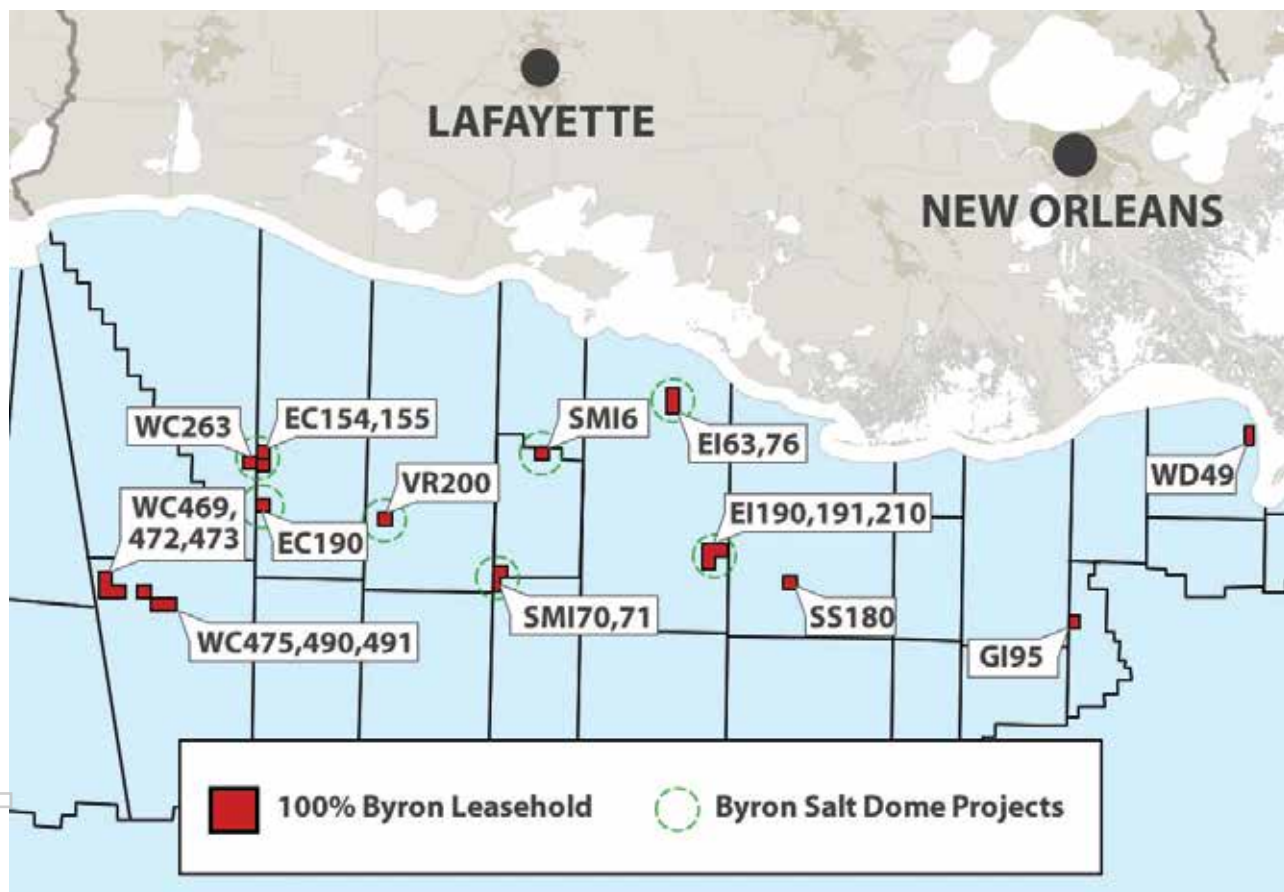 LAFAYETTE
NEW ORLEANS
WC263
EC154,155
SMI6
EI63,76
WD49
WC469,
472,473
EC190
VR200
EI190,191,210
WC475,490,491
SMI70,71
SS180
GI95
100% Byron Leasehold
Byron Salt Dome Projects